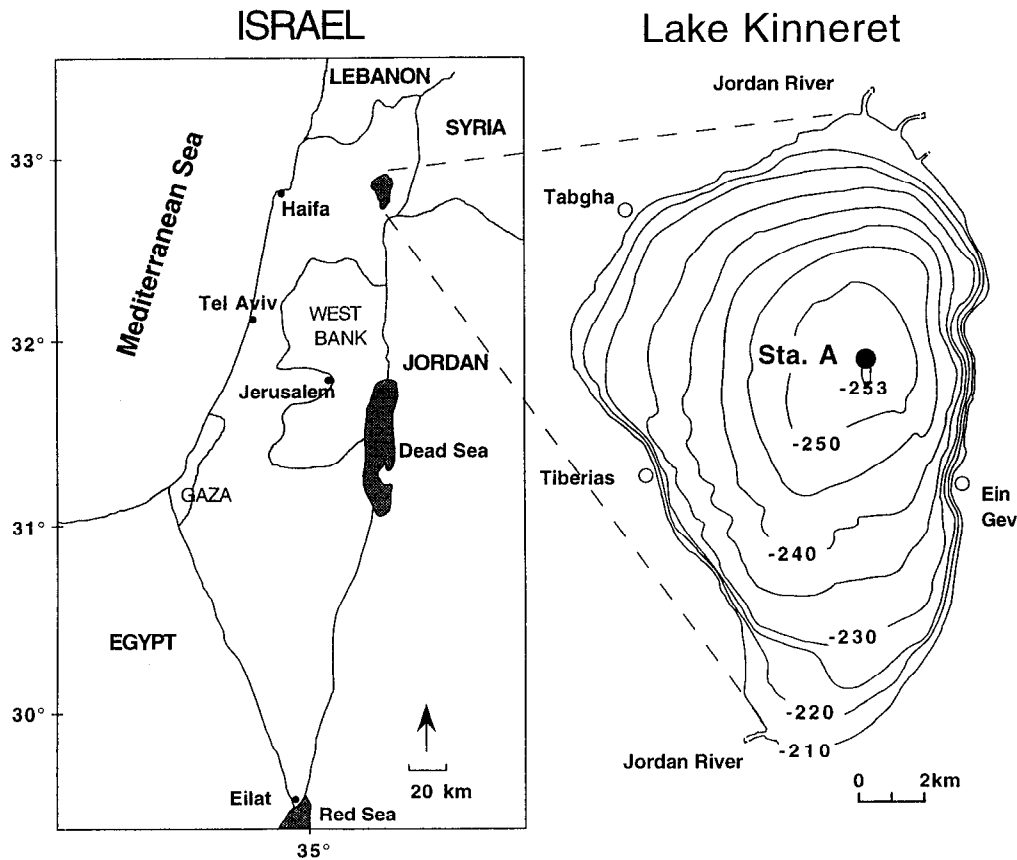 ISRAEL
LEBANON
SYRIA
33°
Mediterranean Sea
Haifa
Tel Aviv
WEST
BANK
32°
JORDAN
Jerusalem
Dead Sea
GAZA
31°
EGYPT
30°
20 km
Eilat
Red Sea
35°
Lake Kinneret
Jordan River
Tabgha
Sta. A
-253
-250
Tiberias
Ein
Gev
-240
-230
-220
-210
Jordan River
0 2km